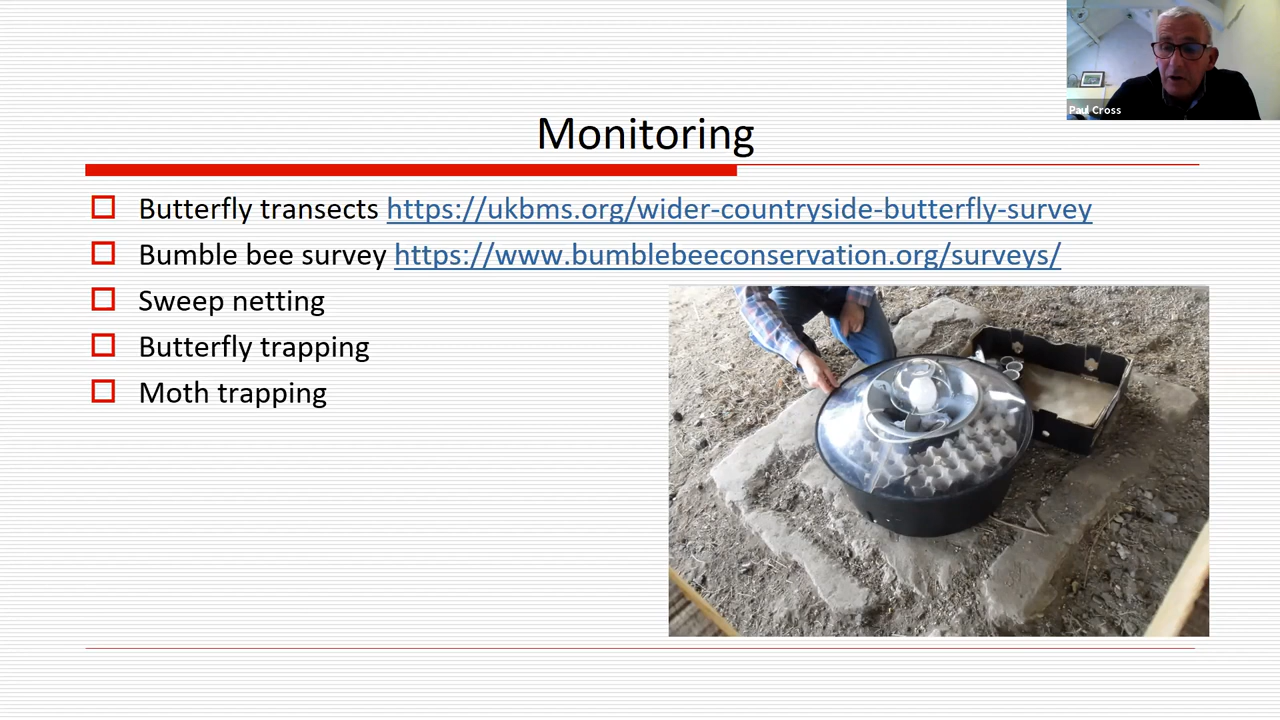 Paul Cross
Monitoring
Butterfly transects https://ukbms.org/wider-countryside-butterfly-survey
Bumble bee survey https://www.bumblebeeconservation.org/surveys/
Sweep netting
Butterfly trapping
Moth trapping